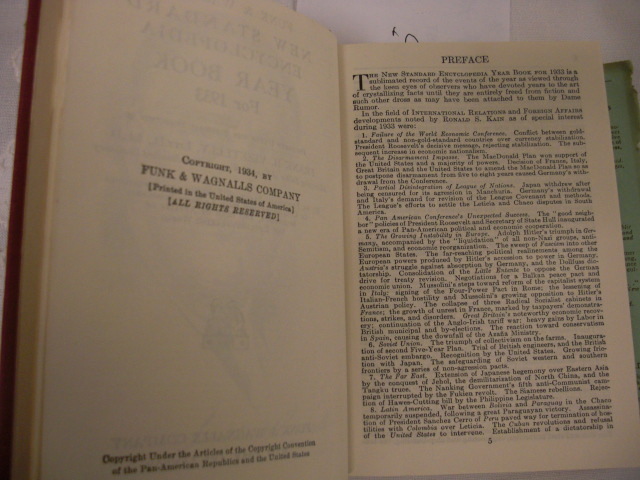 COPYRIGHT, 1934, BY
FUNK & WAGNALLS COMPANY
[Printed in the United States of America]
[ALL RIGHTS RESERVED]
Copyright Under the Articles of the Copyright Convention
of the Pan-American Republics and the United States
PREFACE
THE NEW STANDARD ENCYCLOPEDIA YEAR BOOK FOR 1933 is a
sublimated record of the events of the year as viewed through
the keen eyes of observers who have devoted years to the art
of crystallizing facts until they are entirely freed from fiction and
such other dross as may have been attached to them by Dame
Rumor.
In the field of INTERNATIONAL RELATIONS and FOREIGN AFFAIRS
developments noted by RONALD S. KAIN as of special interest
during 1933 were:
1. Failure of the World Economic Conference. Conflict between gold-
standard and non-gold-standard countries over currency stabilization.
President Roosevelt's decisive message, rejecting stabilization. The sub-
sequent increase in economic nationalism.
2. The Disarmament Impasse. The MacDonald Plan won support of
the United States and a majority of powers. Decision of France, Italy,
Great Britain and the United States to amend the MacDonald Plan so as
to postpone disarmament from five to eight years caused Germany's with-
drawal from the Conference.
3. Partial Disintegration of League of Nations. Japan withdrew after
being censured for its agression in Manchuria. Germany's withdrawal
and Italy's demand for revision of the League Covenant and methods.
The League's efforts to settle the Leticia and Chaco disputes in South
America.
4. Pan American Conference's Unexpected Success. The "good neigh-
bor" policies of President Roosevelt and Secretary of State Hull inaugurated
a new era of Pan-American political and economic cooperation.
5. The Growing Instability in Europe. Adolph Hitler's triumph in Ger-
many, accompanied by the "liquidation" of all non-Nazi groups, anti-
Semitism, and economic reorganization. The sweep of Fascism into other
European States. The far-reaching political realinements among the
European powers produced by Hitler's accession to power in Germany.
Austria's struggle against absorption by Germany, and the Dollfuss dic-
tatorship. Consolidation of the Little Entente to oppose the German
drive for treaty revision. Negotiations for a Balkan peace pact and
economic union. Mussolini's steps toward reform of the capitalist system
in Italy; signing of the Four-Power Pact in Rome; the lessening of
Italian-French hostility and Mussolini's growing opposition to Hitler's
Austrian policy. The collapse of three Radical Socialist cabinets in
France; the growth of unrest in France, marked by taxpayers' demonstra-
tions, strikes, and disorders. Great Britain's noteworthy economic recov-
ery; continuation of the Anglo-Irish tariff war; heavy gains by Labor in
British municipal and by-elections. The reaction toward conservatism
in Spain, causing the downfall of the Azaña Ministry.
6. Soviet Union. The triumph of collectivism on the farms. Inaugura-
tion of second Five-Year Plan. Trial of British engineers, and the British
anti-Soviet embargo. Recognition by the United States. Growing fric-
tion with Japan. The safeguarding of Soviet western and southern
frontiers by a series of non-agression pacts.
7. The Far East. Extension of Japanese hegemony over Eastern Asia
by the conquest of Jehol, the demilitarization of North China, and the
Tangku truce. The Nanking Government's fifth anti-Communist cam-
paign interrupted by the Fukien revolt. The Siamese rebellions. Rejec-
tion of Hawes-Cutting bill by the Philippine Legislature.
8. Latin America. War between Bolivia and Paraguay in the Chaco
temporarily suspended, following a great Paraguayan victory. Assassina-
tion of President Sanchez Cerro of Peru paved way for termination of hos-
tilities with Colombia over Leticia. The Cuban revolutions and refusal
of the United States to intervene. Establishment of a dictatorship in
5